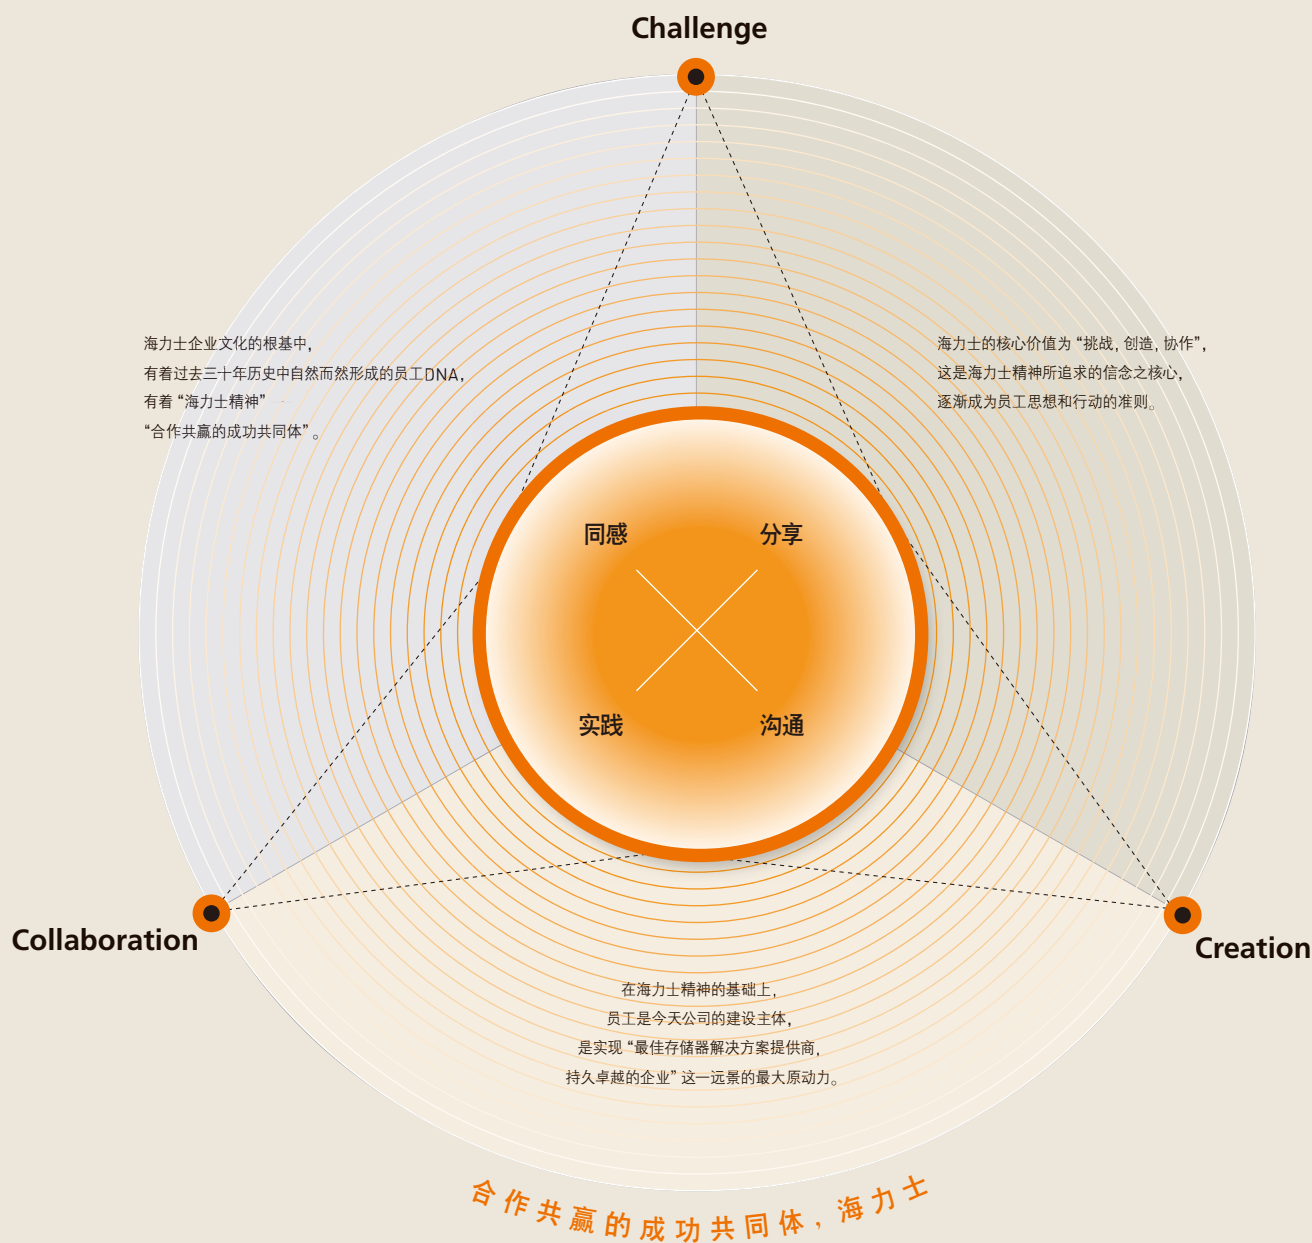 Challenge
海力士企业文化的根基中,
有着过去三十年历史中自然而然形成的员工DNA,
有着 “海力士精神”
“合作共赢的成功共同体” 。
海力士的核心价值为 “挑战, 创造, 协作”,
这是海力士精神所追求的信念之核心,
逐渐成为员工思想和行动的准则。
同感
分享
实践
沟通
Collaboration
Creation
在海力士精神的基础上,
员工是今天公司的建设主体,
是实现 “最佳存储器解决方案提供商,
持久卓越的企业” 这一远景的最大原动力。
合作共赢的成功共同体, 海力士